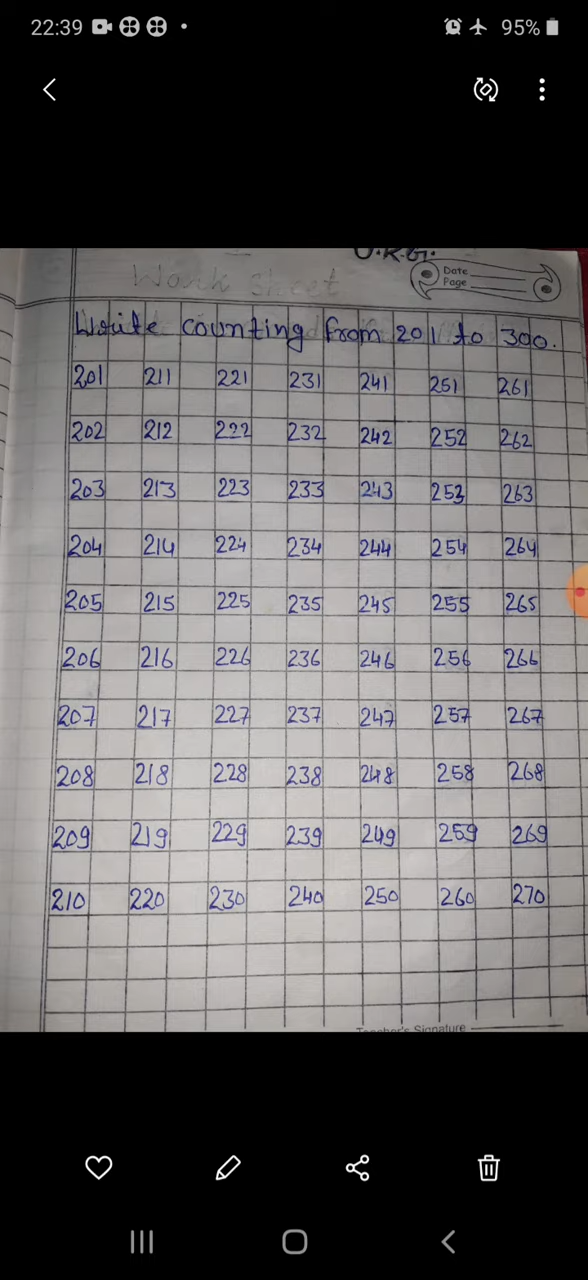 22:39 95%
U.K.G.
Work Sheet
Date
Page
Write counting from 201 to 300.
201 211 221 231 241 251 261
202 212 222 232 242 252 262
203 213 223 233 243 253 263
204 214 224 234 244 254 264
205 215 225 235 245 255 265
206 216 226 236 246 256 266
207 217 227 237 247 257 267
208 218 228 238 248 258 268
209 219 229 239 249 259 269
210 220 230 240 250 260 270
Teacher's Signature